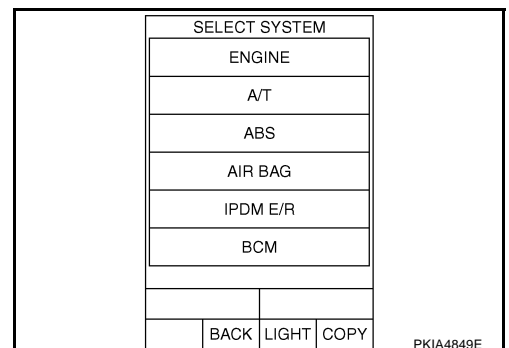 SELECT SYSTEM
ENGINE
A/T
ABS
AIR BAG
IPDM E/R
BCM
BACK LIGHT COPY
PKIA4849E